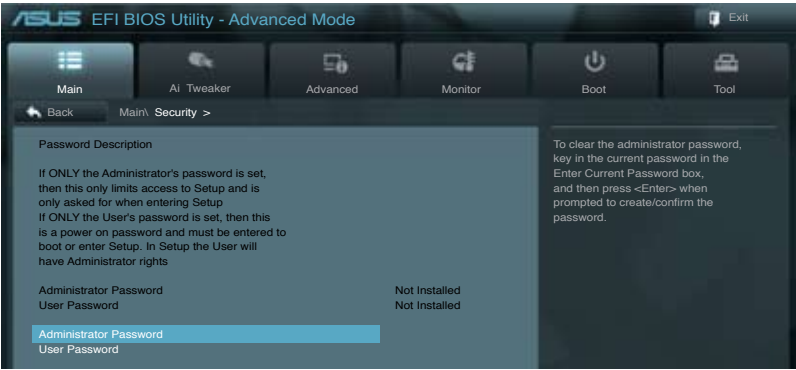 ASUS EFI BIOS Utility - Advanced Mode
Exit
Main
Ai Tweaker
Advanced
Monitor
Boot
Tool
Back
Main\ Security >
Password Description
If ONLY the Administrator's password is set,
then this only limits access to Setup and is
only asked for when entering Setup
If ONLY the User's password is set, then this
is a power on password and must be entered to
boot or enter Setup. In Setup the User will
have Administrator rights
Administrator Password Not Installed
User Password Not Installed
Administrator Password
User Password
To clear the administrator password,
key in the current password in the
Enter Current Password box,
and then press <Enter> when
prompted to create/confirm the
password.